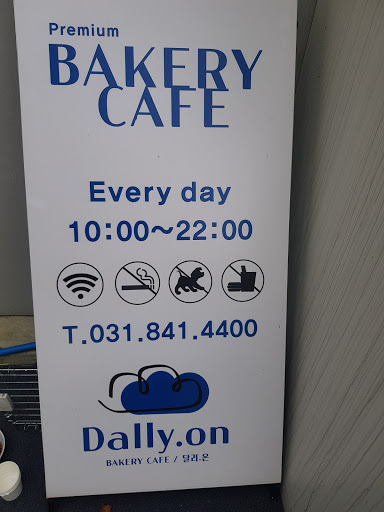 Premium
BAKERY
CAFE
Every day
10:00~22:00
T.031.841.4400
Dally.on
BAKERY CAFE / 달리.온